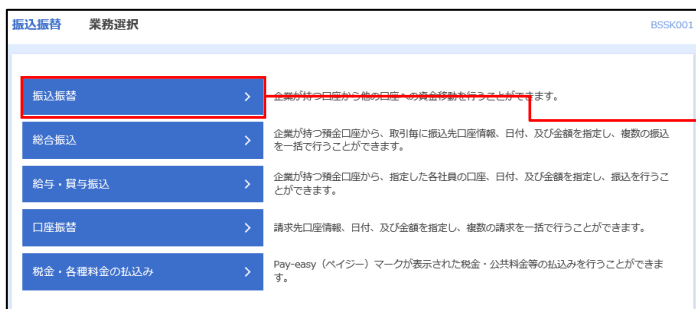 振込振替 業務選択 BSSK001
振込振替
企業が持つ口座から他の口座への資金移動を行うことができます。
総合振込
企業が持つ預金口座から、取引毎に振込先口座情報、日付、及び金額を指定し、複数の振込
を一括で行うことができます。
給与・賞与振込
企業が持つ預金口座から、指定した各社員の口座、日付、及び金額を指定し、振込を行うこ
とができます。
口座振替
請求先口座情報、日付、及び金額を指定し、複数の請求を一括で行うことができます。
税金・各種料金の払込み
Pay-easy（ペイジー）マークが表示された税金・公共料金等の払込みを行うことができま
す。